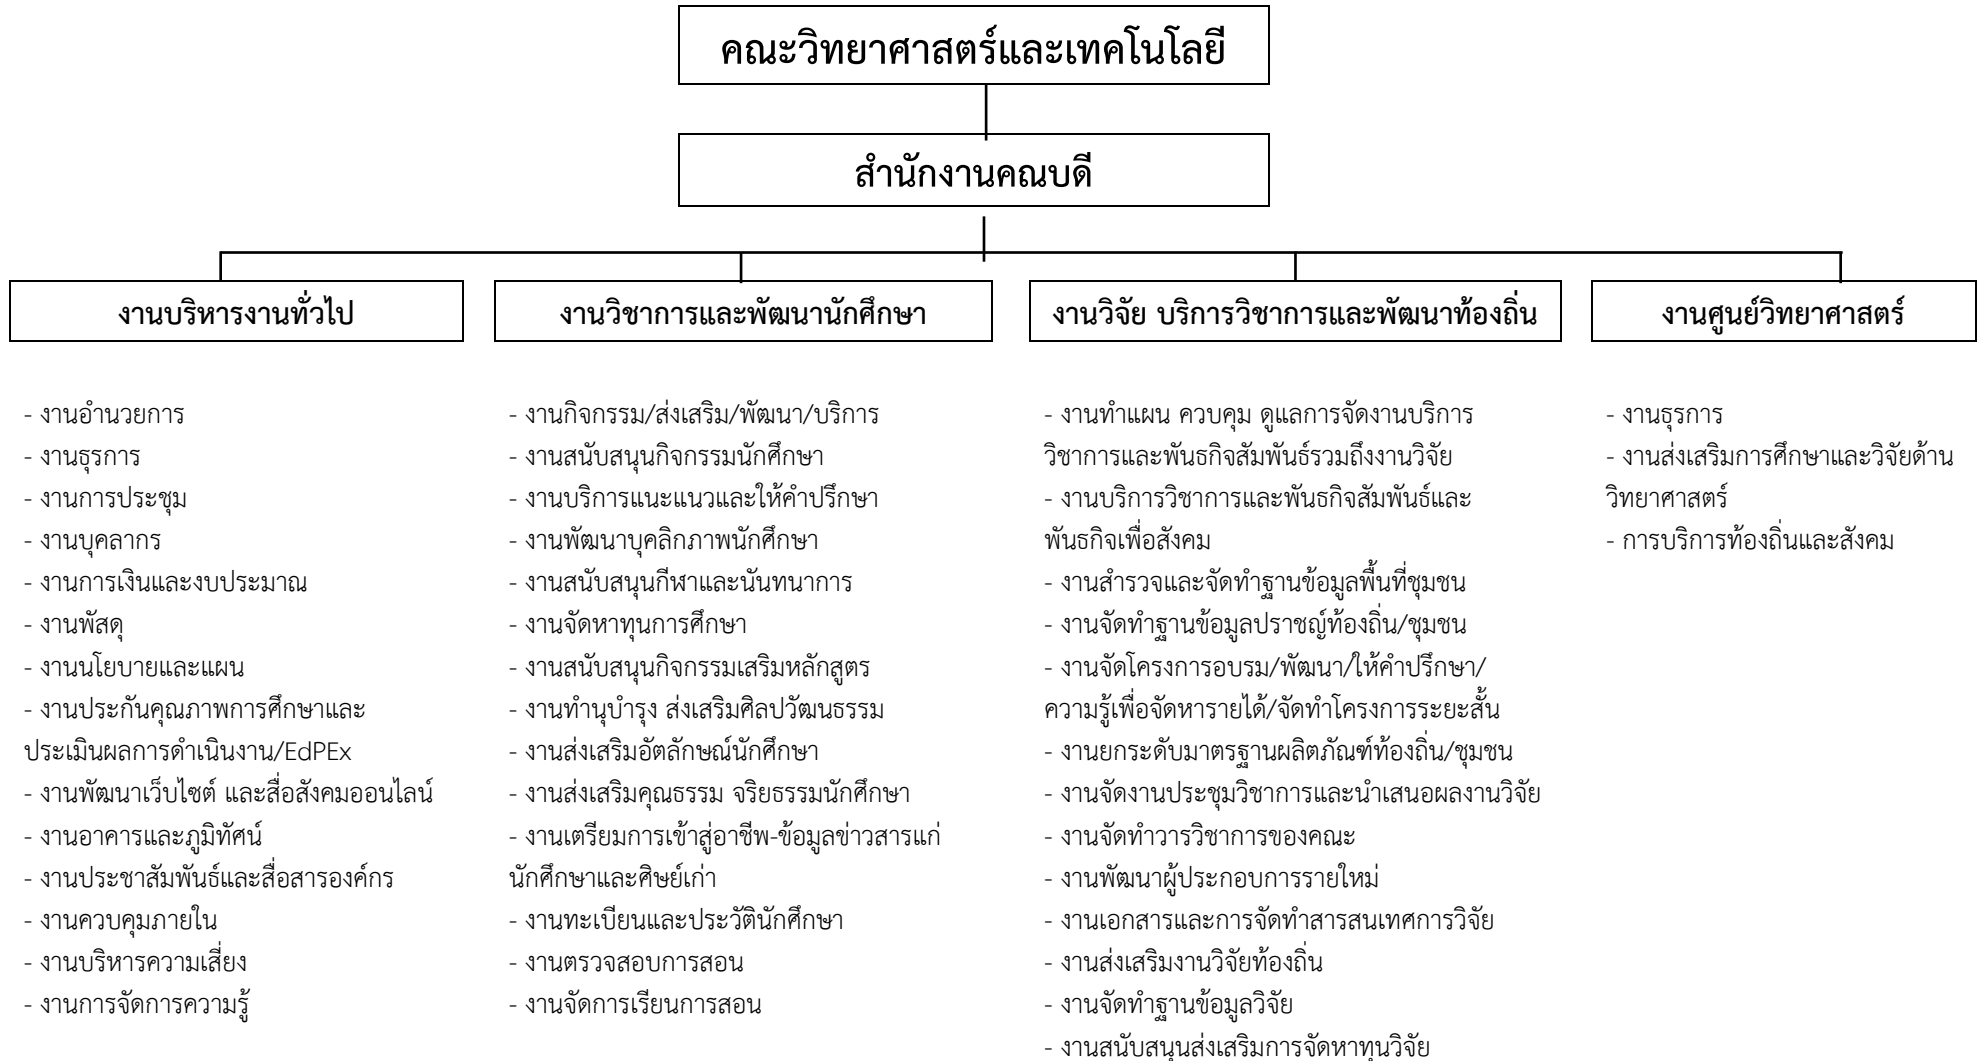 คณะวิทยาศาสตร์และเทคโนโลยี
สำนักงานคณบดี
งานบริหารงานทั่วไป
- งานอำนวยการ
- งานธุรการ
- งานการประชุม
- งานบุคลากร
- งานการเงินและงบประมาณ
- งานพัสดุ
- งานนโยบายและแผน
- งานประกันคุณภาพการศึกษาและ
ประเมินผลการดำเนินงาน/EdPEx
- งานพัฒนาเว็บไซต์ และสื่อสังคมออนไลน์
- งานอาคารและภูมิทัศน์
- งานประชาสัมพันธ์และสื่อสารองค์กร
- งานควบคุมภายใน
- งานบริหารความเสี่ยง
- งานการจัดการความรู้
งานวิชาการและพัฒนานักศึกษา
- งานกิจกรรม/ส่งเสริม/พัฒนา/บริการ
- งานสนับสนุนกิจกรรมนักศึกษา
- งานบริการแนะแนวและให้คำปรึกษา
- งานพัฒนาบุคลิกภาพนักศึกษา
- งานสนับสนุนกีฬาและนันทนาการ
- งานจัดหาทุนการศึกษา
- งานสนับสนุนกิจกรรมเสริมหลักสูตร
- งานทำนุบำรุง ส่งเสริมศิลปวัฒนธรรม
- งานส่งเสริมอัตลักษณ์นักศึกษา
- งานส่งเสริมคุณธรรม จริยธรรมนักศึกษา
- งานเตรียมการเข้าสู่อาชีพ-ข้อมูลข่าวสารแก่
นักศึกษาและศิษย์เก่า
- งานทะเบียนและประวัตินักศึกษา
- งานตรวจสอบการสอน
- งานจัดการเรียนการสอน
งานวิจัย บริการวิชาการและพัฒนาท้องถิ่น
- งานทำแผน ควบคุม ดูแลการจัดงานบริการ
วิชาการและพันธกิจสัมพันธ์รวมถึงงานวิจัย
- งานบริการวิชาการและพันธกิจสัมพันธ์และ
พันธกิจเพื่อสังคม
- งานสำรวจและจัดทำฐานข้อมูลพื้นที่ชุมชน
- งานจัดทำฐานข้อมูลปราชญ์ท้องถิ่น/ชุมชน
- งานจัดโครงการอบรม/พัฒนา/ให้คำปรึกษา/
ความรู้เพื่อจัดหารายได้/จัดทำโครงการระยะสั้น
- งานยกระดับมาตรฐานผลิตภัณฑ์ท้องถิ่น/ชุมชน
- งานจัดงานประชุมวิชาการและนำเสนอผลงานวิจัย
- งานจัดทำวารวิชาการของคณะ
- งานพัฒนาผู้ประกอบการรายใหม่
- งานเอกสารและการจัดทำสารสนเทศการวิจัย
- งานส่งเสริมงานวิจัยท้องถิ่น
- งานจัดทำฐานข้อมูลวิจัย
- งานสนับสนุนส่งเสริมการจัดหาทุนวิจัย
งานศูนย์วิทยาศาสตร์
- งานธุรการ
- งานส่งเสริมการศึกษาและวิจัยด้าน
วิทยาศาสตร์
- การบริการท้องถิ่นและสังคม